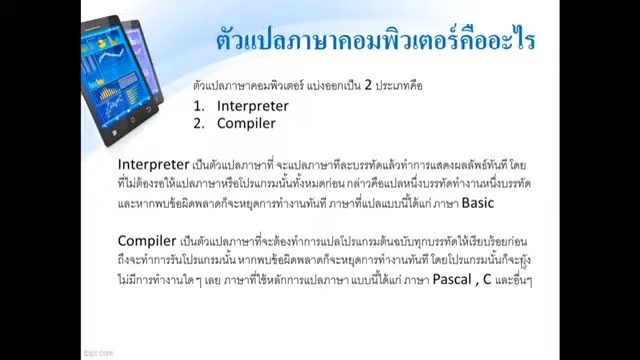 ตัวแปลภาษาคอมพิวเตอร์คืออะไร
ตัวแปลภาษาคอมพิวเตอร์ แบ่งออกเป็น 2 ประเภทคือ
1. Interpreter
2. Compiler
Interpreter เป็นตัวแปลภาษาที่ จะแปลภาษาทีละบรรทัดแล้วทำการแสดงผลลัพธ์ทันที โดย
ที่ไม่ต้องรอให้แปลภาษาหรือโปรแกรมนั้นทั้งหมดก่อน กล่าวคือแปลหนึ่งบรรทัดทำงานหนึ่งบรรทัด
และหากพบข้อผิดพลาดก็จะหยุดการทำงานทันที ภาษาที่แปลแบบนี้ได้แก่ ภาษา Basic
Compiler เป็นตัวแปลภาษาที่จะต้องทำการแปลโปรแกรมต้นฉบับทุกบรรทัดให้เรียบร้อยก่อน
ถึงจะทำการรันโปรแกรมนั้น หากพบข้อผิดพลาดก็จะหยุดการทำงานทันที โดยโปรแกรมนั้นก็จะยัง
ไม่มีการทำงานใด ๆ เลย ภาษาที่ใช้หลักการแปลภาษา แบบนี้ได้แก่ ภาษา Pascal , C และอื่นๆ
fppt.com